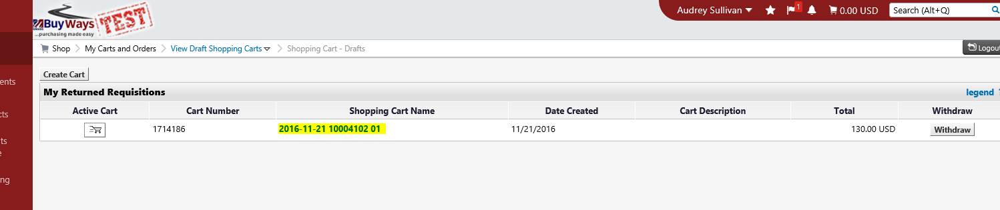 BuyWays
UMASS
...purchasing made easy
TEST
Audrey Sullivan
1
0.00 USD
Search (Alt+Q)
Shop
My Carts and Orders
View Draft Shopping Carts
Shopping Cart - Drafts
Logout
ents
cts
ts
e
ng
Create Cart
My Returned Requisitions
legend ?
Active Cart Cart Number Shopping Cart Name Date Created Cart Description Total Withdraw
1714186 2016-11-21 10004102 01 11/21/2016 130.00 USD Withdraw